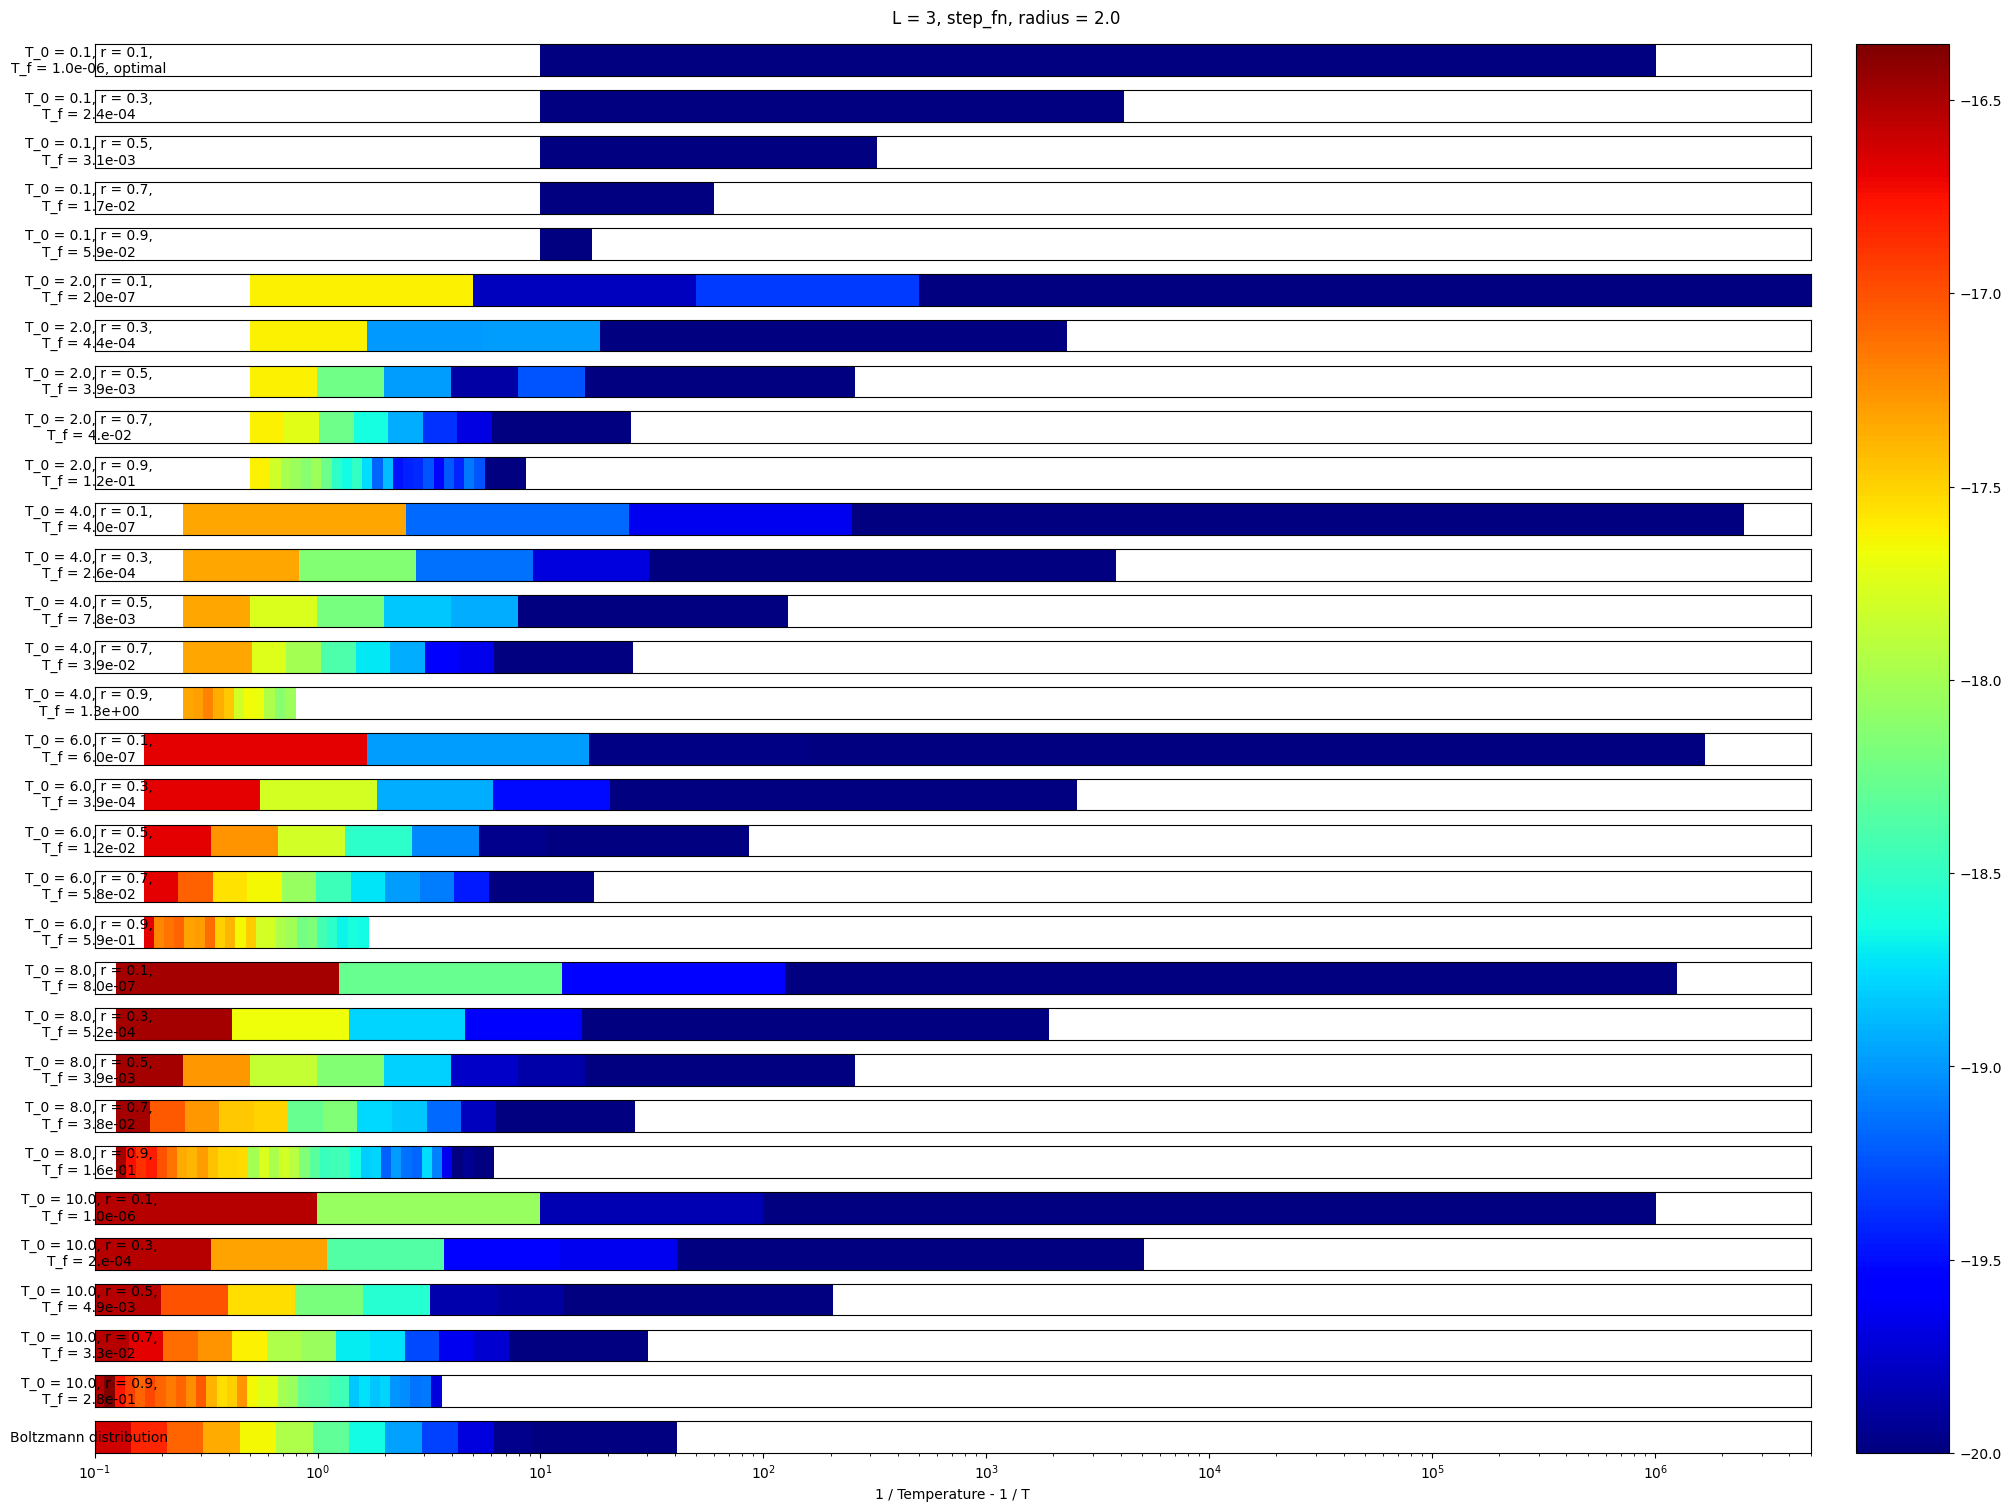 L = 3, step_fn, radius = 2.0
T_0 = 0.1, r = 0.1,
T_f = 1.0e-06, optimal
T_0 = 0.1, r = 0.3,
T_f = 2.4e-04
T_0 = 0.1, r = 0.5,
T_f = 3.1e-03
T_0 = 0.1, r = 0.7,
T_f = 1.7e-02
T_0 = 0.1, r = 0.9,
T_f = 5.9e-02
T_0 = 2.0, r = 0.1,
T_f = 2.0e-07
T_0 = 2.0, r = 0.3,
T_f = 4.4e-04
T_0 = 2.0, r = 0.5,
T_f = 3.9e-03
T_0 = 2.0, r = 0.7,
T_f = 4.e-02
T_0 = 2.0, r = 0.9,
T_f = 1.2e-01
T_0 = 4.0, r = 0.1,
T_f = 4.0e-07
T_0 = 4.0, r = 0.3,
T_f = 2.6e-04
T_0 = 4.0, r = 0.5,
T_f = 7.8e-03
T_0 = 4.0, r = 0.7,
T_f = 3.9e-02
T_0 = 4.0, r = 0.9,
T_f = 1.3e+00
T_0 = 6.0, r = 0.1,
T_f = 6.0e-07
T_0 = 6.0, r = 0.3,
T_f = 3.9e-04
T_0 = 6.0, r = 0.5,
T_f = 1.2e-02
T_0 = 6.0, r = 0.7,
T_f = 5.8e-02
T_0 = 6.0, r = 0.9,
T_f = 5.9e-01
T_0 = 8.0, r = 0.1,
T_f = 8.0e-07
T_0 = 8.0, r = 0.3,
T_f = 5.2e-04
T_0 = 8.0, r = 0.5,
T_f = 3.9e-03
T_0 = 8.0, r = 0.7,
T_f = 3.8e-02
T_0 = 8.0, r = 0.9,
T_f = 1.6e-01
T_0 = 10.0, r = 0.1,
T_f = 1.0e-06
T_0 = 10.0, r = 0.3,
T_f = 2.e-04
T_0 = 10.0, r = 0.5,
T_f = 4.9e-03
T_0 = 10.0, r = 0.7,
T_f = 3.3e-02
T_0 = 10.0, r = 0.9,
T_f = 2.8e-01
Boltzmann distribution
10⁻¹ 10⁰ 10¹ 10² 10³ 10⁴ 10⁵ 10⁶
1 / Temperature - 1 / T
−16.5
−17.0
−17.5
−18.0
−18.5
−19.0
−19.5
−20.0